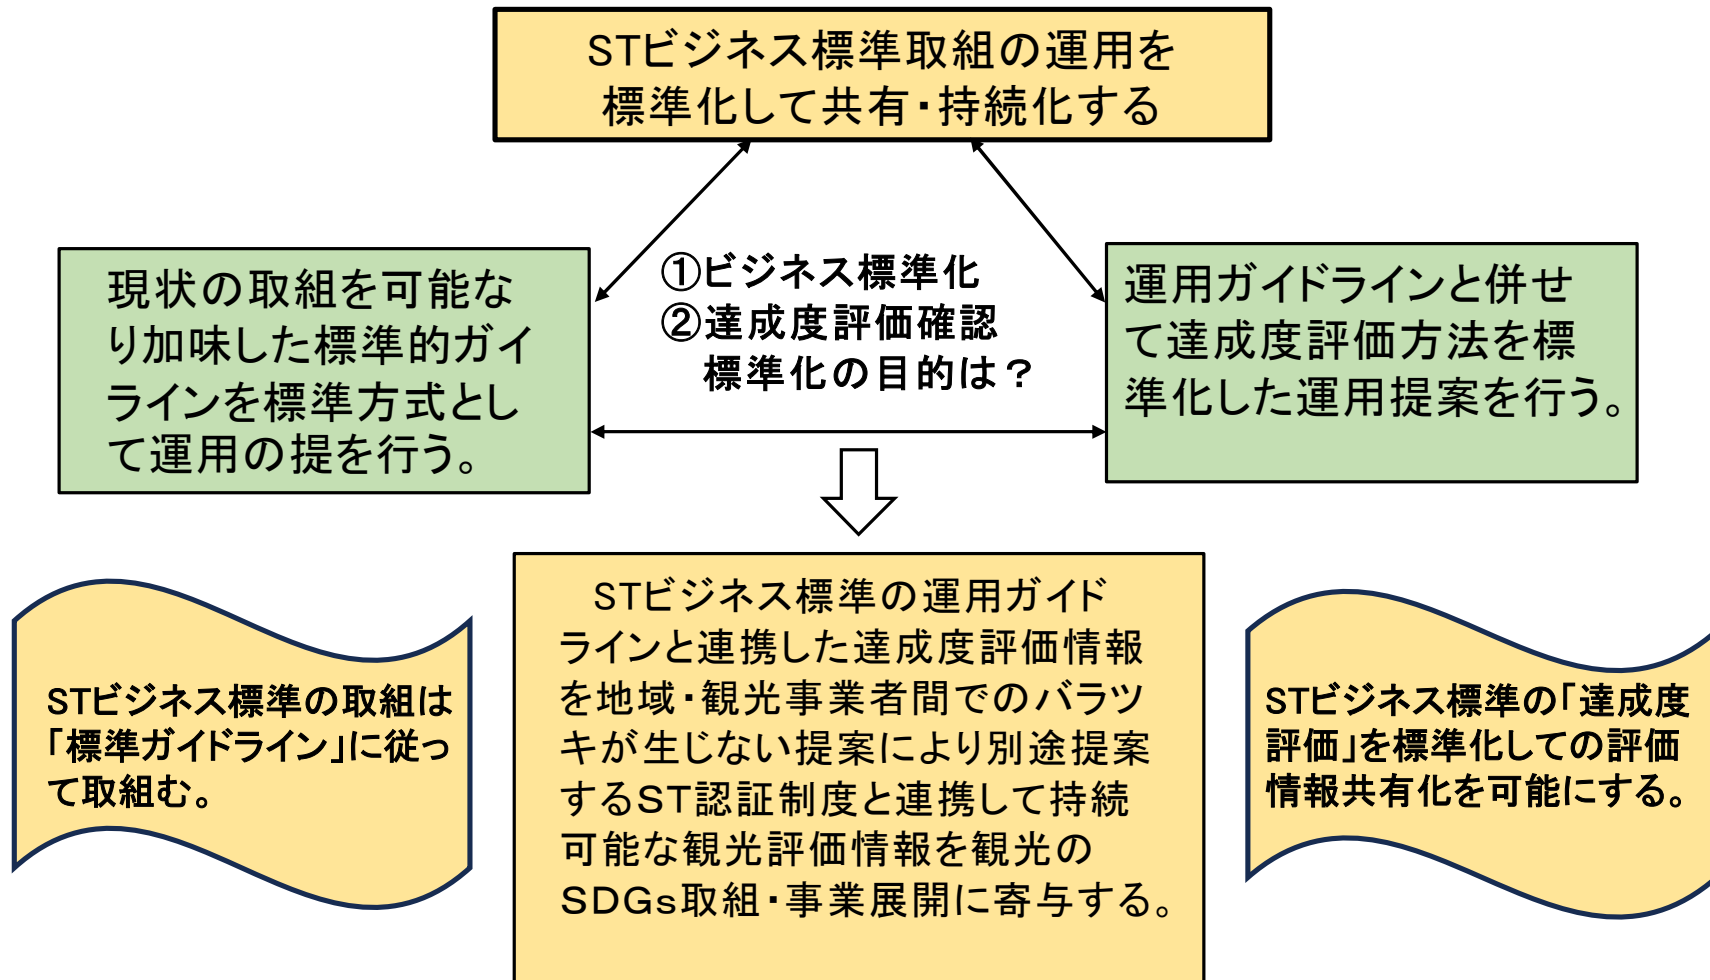 STビジネス標準取組の運用を
標準化して共有・持続化する
現状の取組を可能な
り加味した標準的ガイ
ラインを標準方式とし
て運用の提を行う。
①ビジネス標準化
②達成度評価確認
標準化の目的は？
運用ガイドラインと併せ
て達成度評価方法を標
準化した運用提案を行う。
STビジネス標準の運用ガイド
ラインと連携した達成度評価情報
を地域・観光事業者間でのバラツ
キが生じない提案により別途提案
するＳＴ認証制度と連携して持続
可能な観光評価情報を観光の
ＳＤＧｓ取組・事業展開に寄与する。
STビジネス標準の取組は
「標準ガイドライン」に従っ
て取組む。
STビジネス標準の「達成度
評価」を標準化しての評価
情報共有化を可能にする。